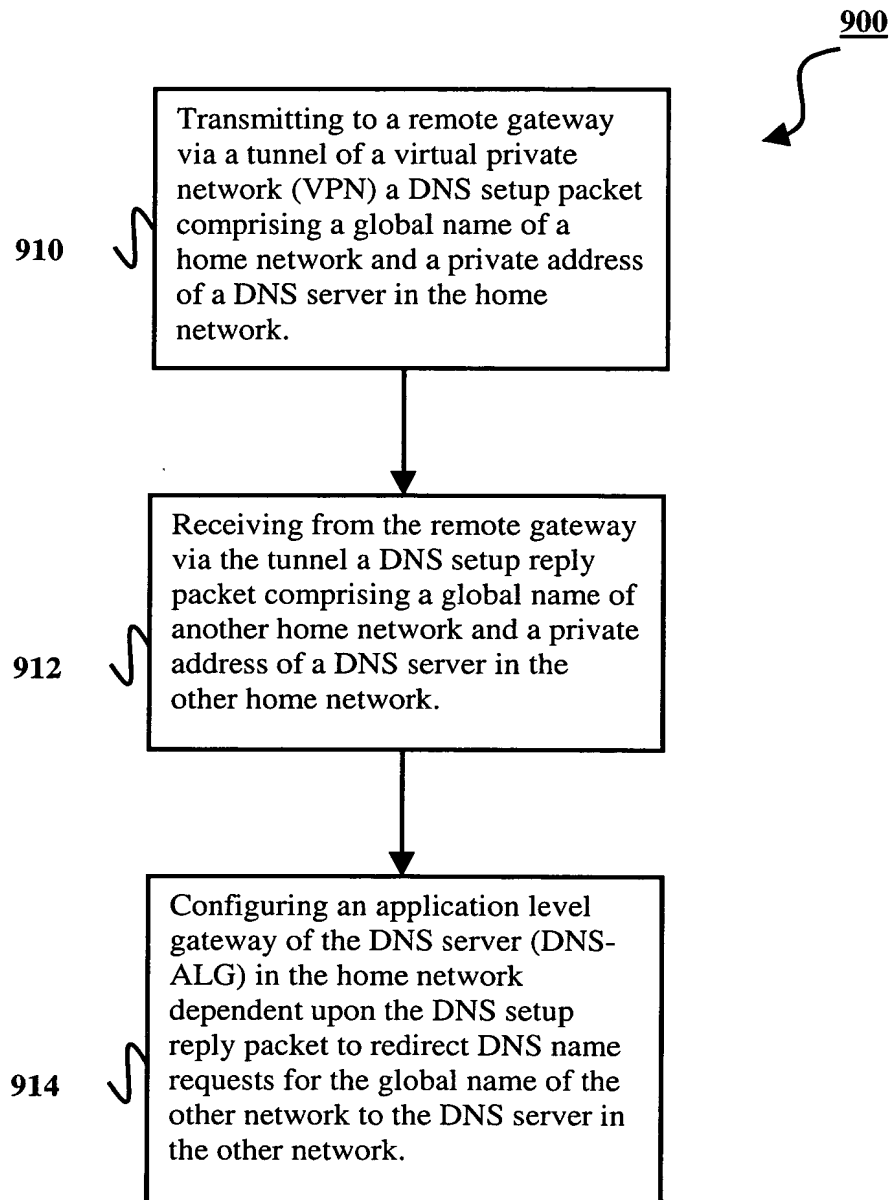 900
Transmitting to a remote gateway
via a tunnel of a virtual private
network (VPN) a DNS setup packet
comprising a global name of a
home network and a private address
of a DNS server in the home
network.
910
Receiving from the remote gateway
via the tunnel a DNS setup reply
packet comprising a global name of
another home network and a private
address of a DNS server in the
other home network.
912
Configuring an application level
gateway of the DNS server (DNS-
ALG) in the home network
dependent upon the DNS setup
reply packet to redirect DNS name
requests for the global name of the
other network to the DNS server in
the other network.
914